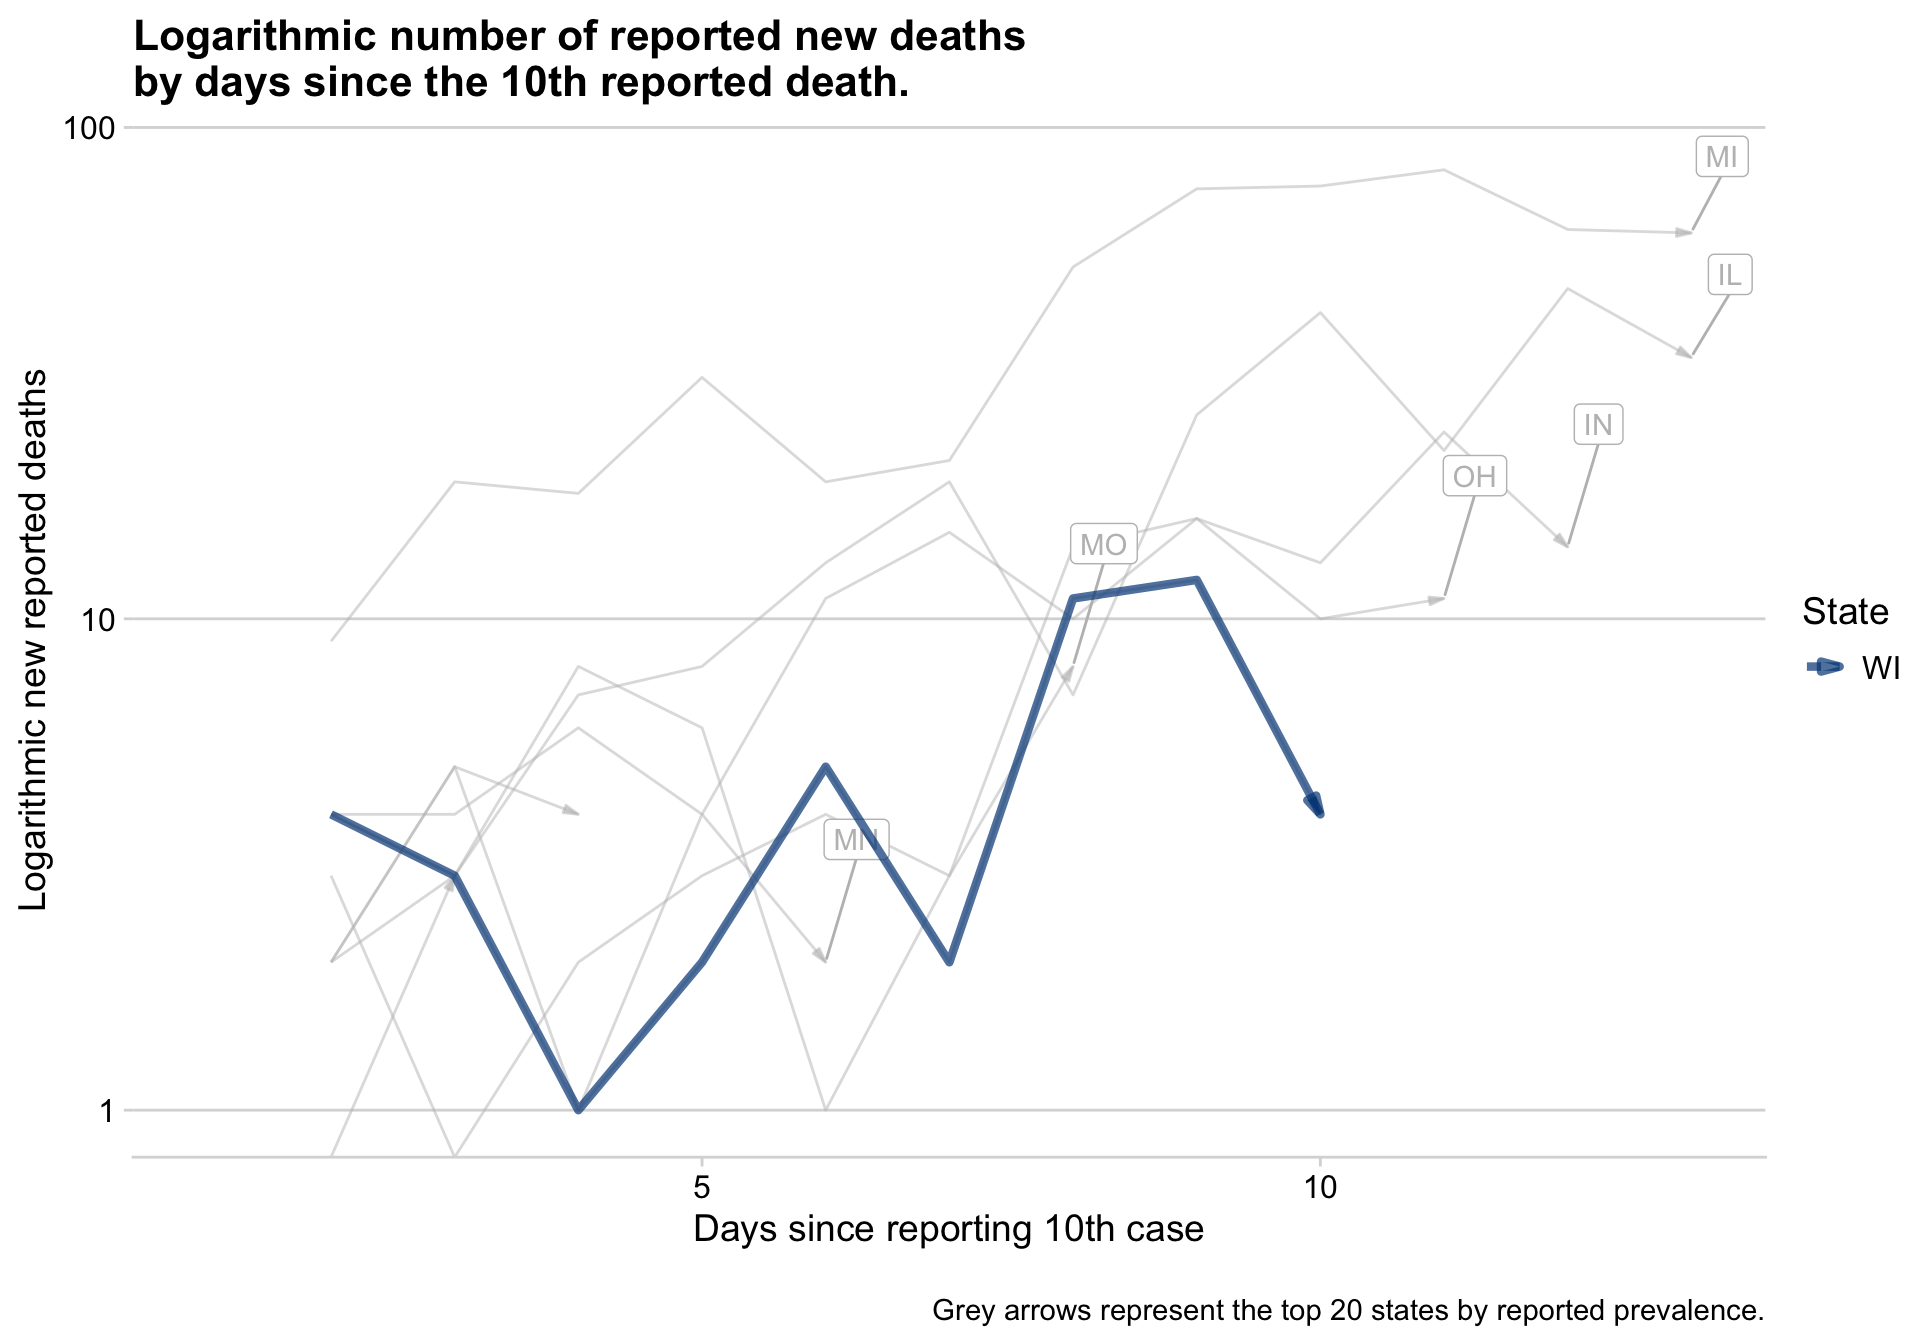 Logarithmic number of reported new deaths
by days since the 10th reported death.
100
10
1
Logarithmic new reported deaths
MI
IL
IN
OH
MO
MN
State
WI
5
10
Days since reporting 10th case
Grey arrows represent the top 20 states by reported prevalence.